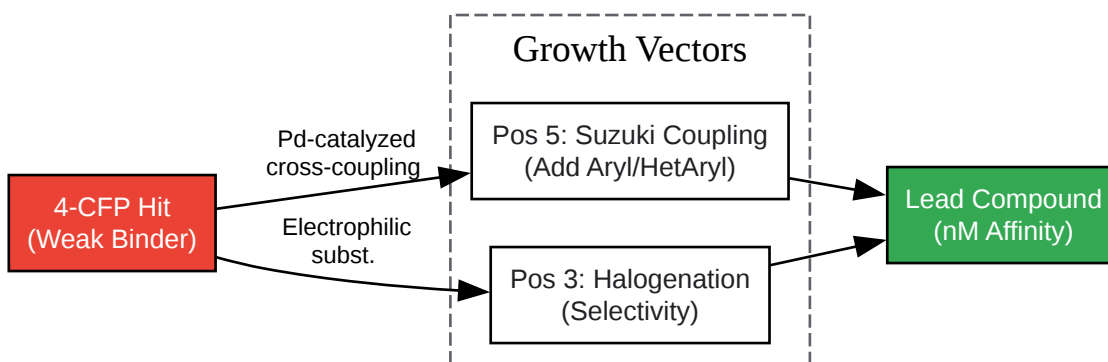 Growth Vectors
Pd-catalyzed
cross-coupling
Pos 5: Suzuki Coupling
(Add Aryl/HetAryl)
4-CFP Hit
(Weak Binder)
Lead Compound
(nM Affinity)
Electrophilic
subst.
Pos 3: Halogenation
(Selectivity)